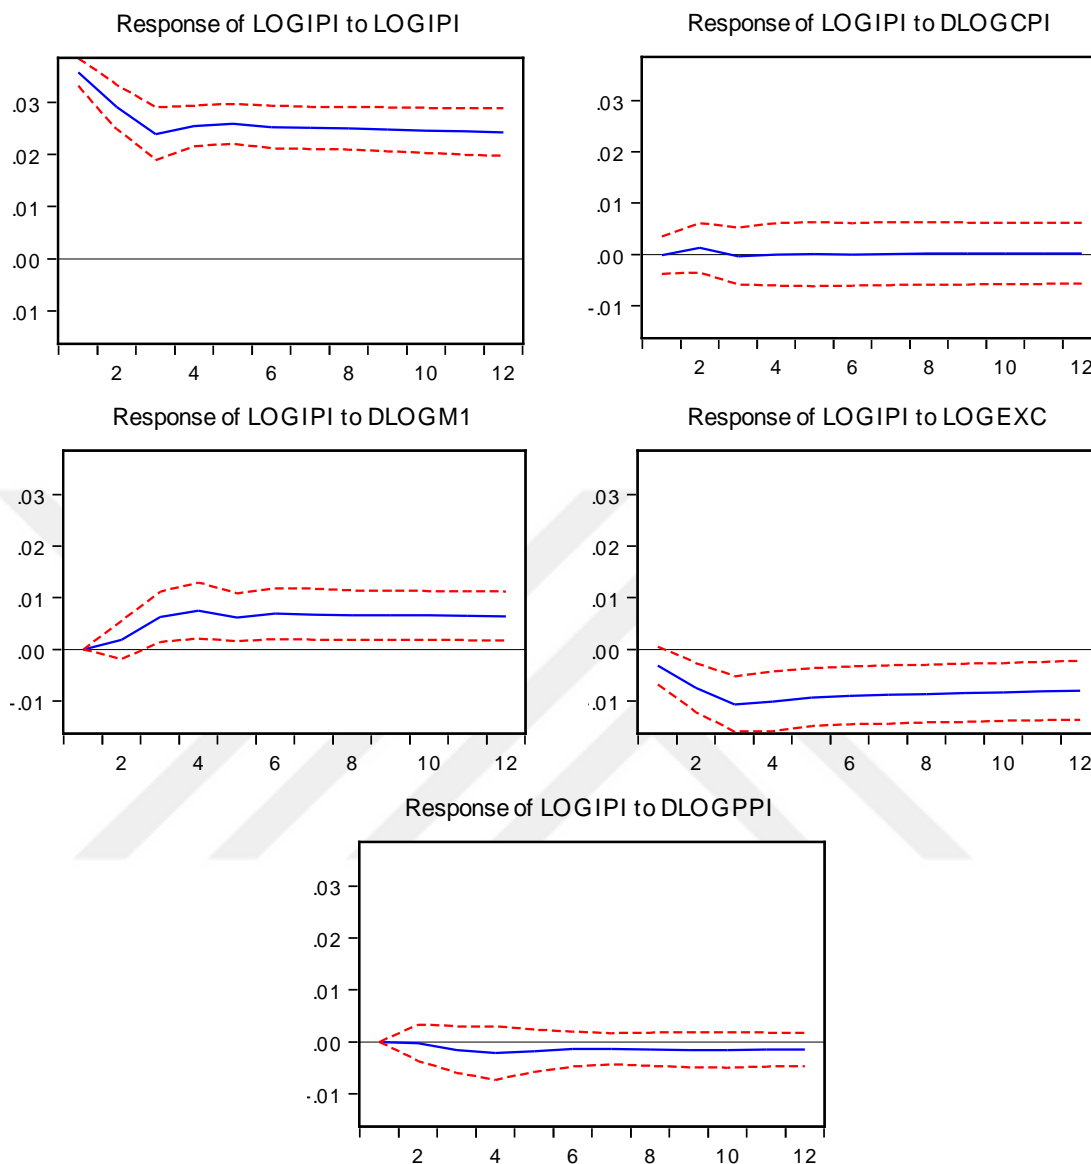 Response of LOGIPI to LOGIPI
.03
.02
.01
.00
.01
2 4 6 8 10 12
Response of LOGIPI to DLOGCPI
.03
.02
.01
.00
-.01
2 4 6 8 10 12
Response of LOGIPI to DLOGM1
.03
.02
.01
.00
-.01
2 4 6 8 10 12
Response of LOGIPI to LOGEXC
.03
.02
.01
.00
.01
2 4 6 8 10 12
Response of LOGIPI to DLOGPPI
.03
.02
.01
.00
-.01
2 4 6 8 10 12